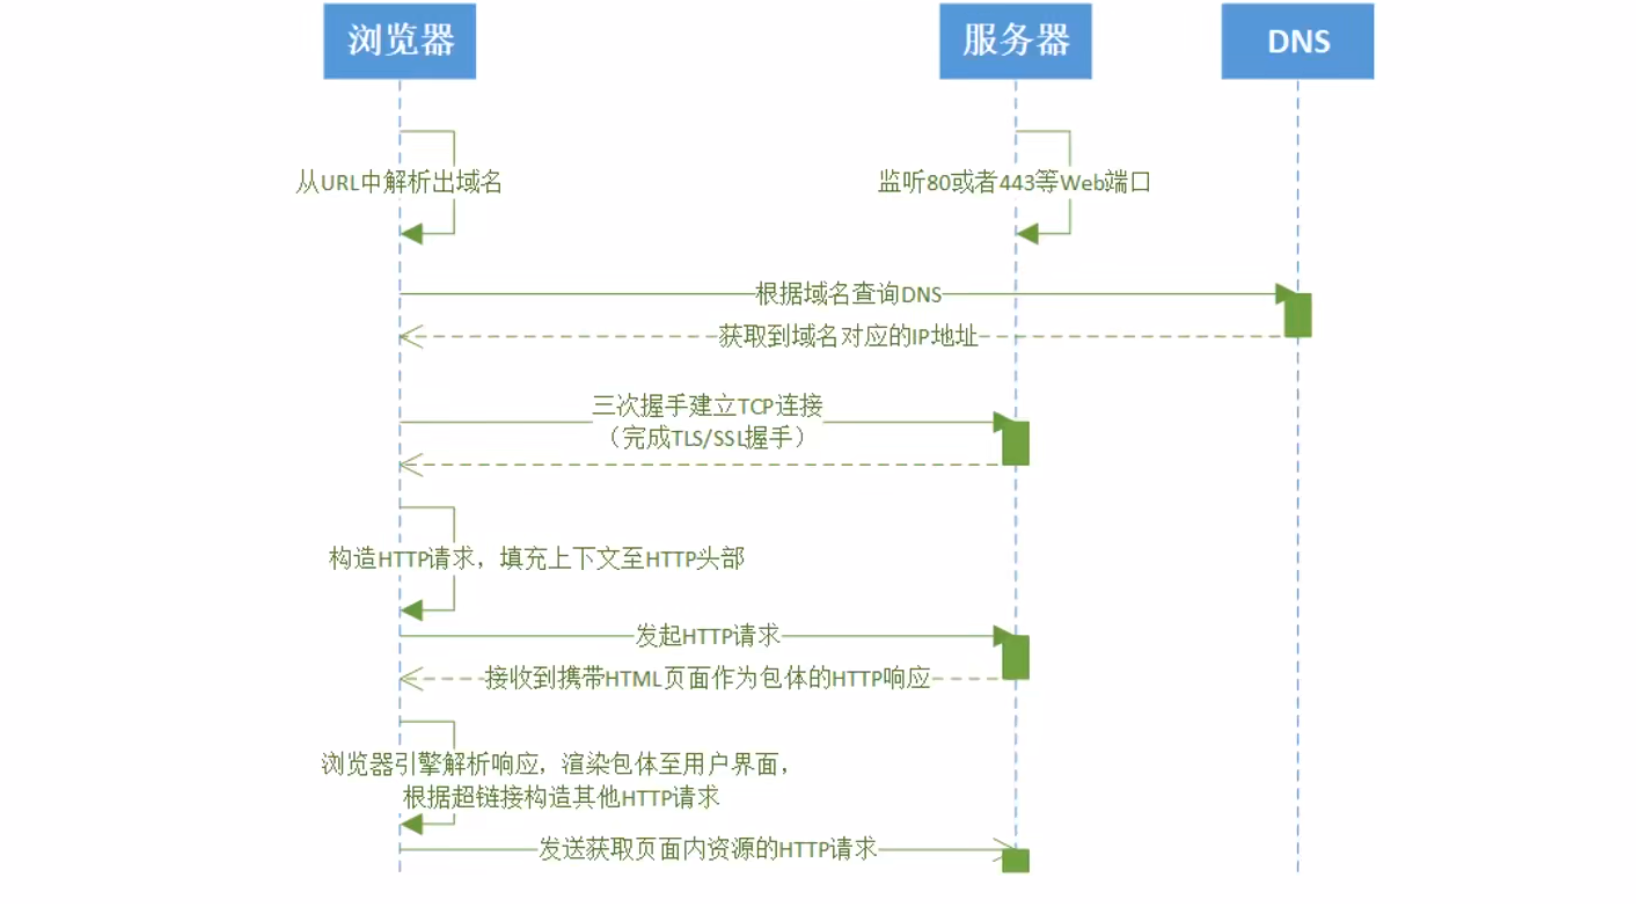 浏览器
服务器
DNS
从URL中解析出域名
监听80或者443等Web端口
根据域名查询DNS
获取到域名对应的IP地址
三次握手建立TCP连接
（完成TLS/SSL握手）
构造HTTP请求，填充上下文至HTTP头部
发起HTTP请求
接收到携带HTML页面作为包体的HTTP响应
浏览器引擎解析响应，渲染包体至用户界面，
根据超链接构造其他HTTP请求
发送获取页面内资源的HTTP请求